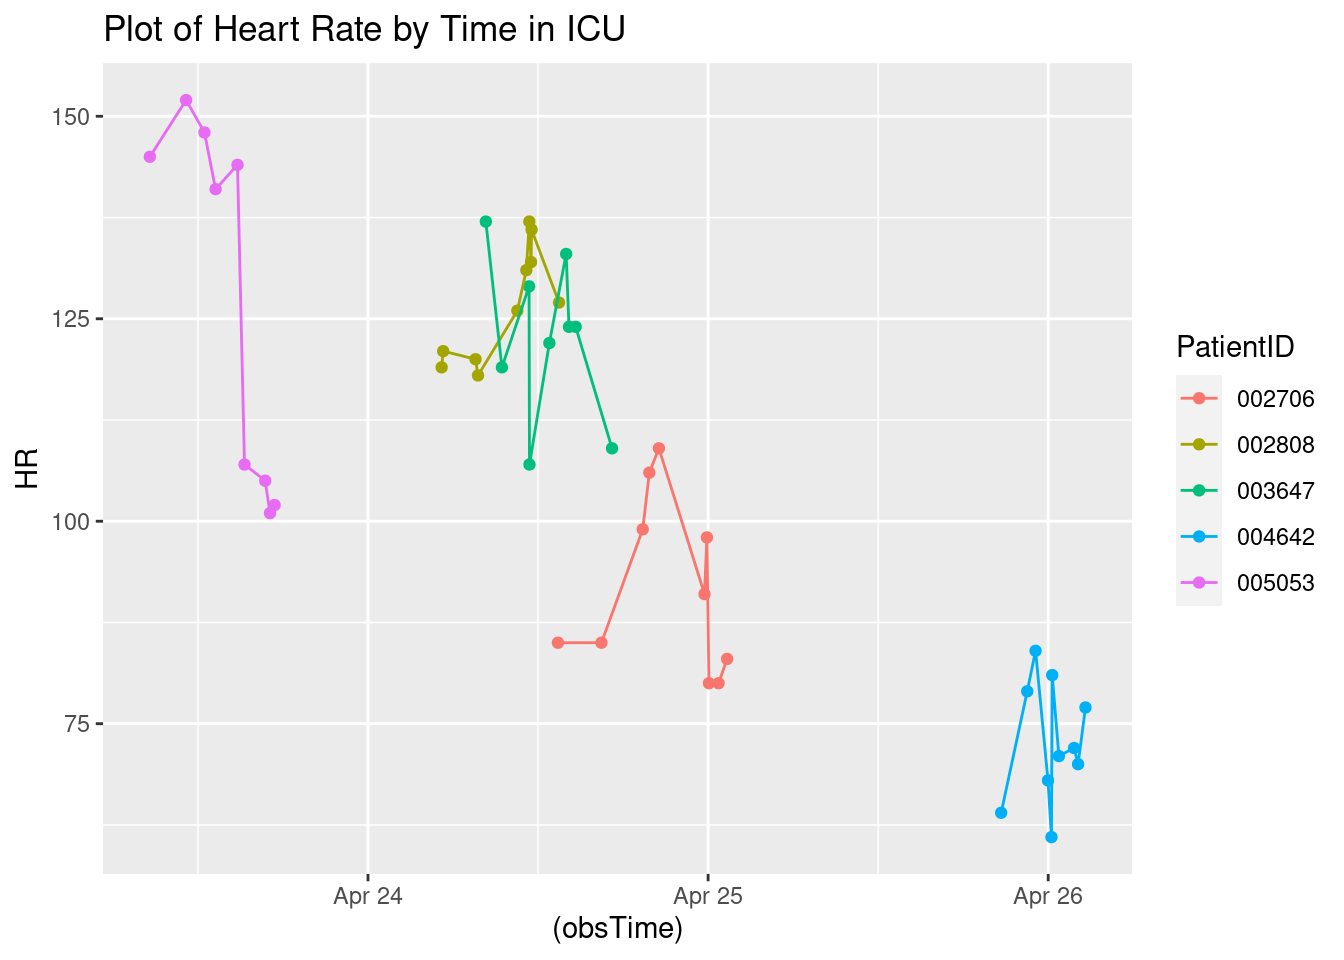 Plot of Heart Rate by Time in ICU
150
125
100
75
HR
Apr 24
Apr 25
Apr 26
(obsTime)
PatientID
002706
002808
003647
004642
005053